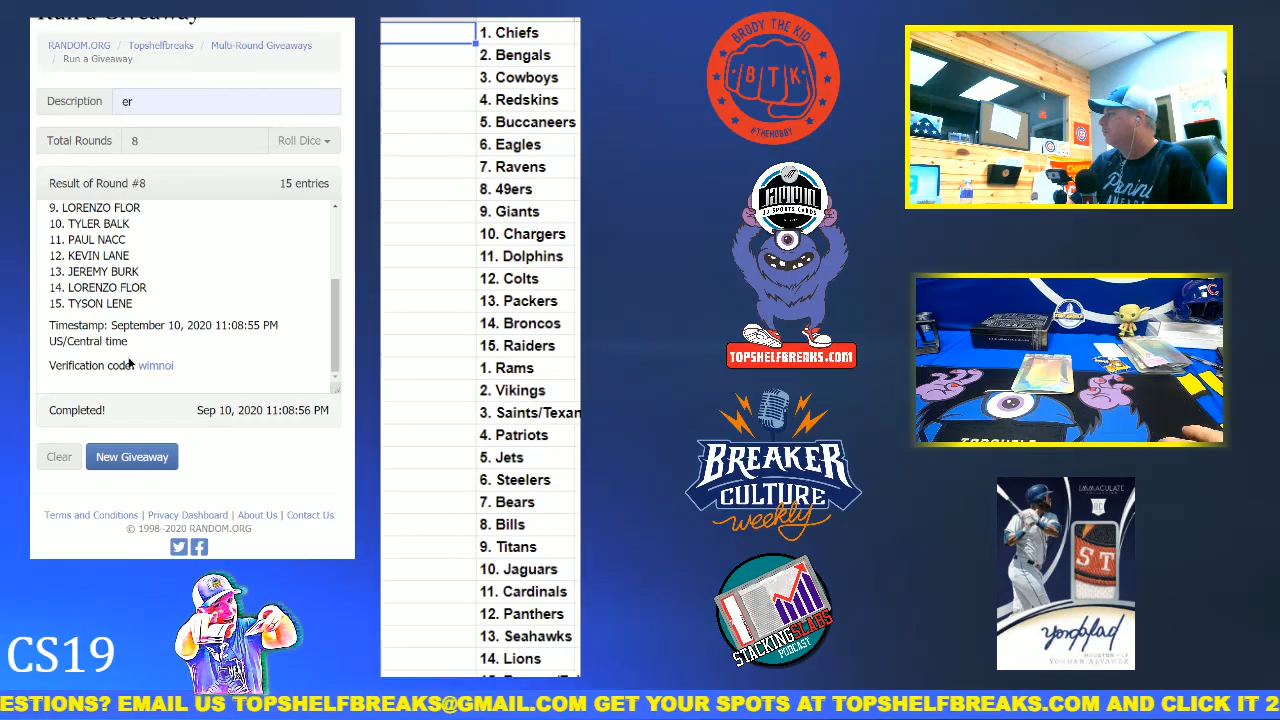 RANDOM.ORG / Topshelfbreaks / Multi-Round Giveaways /
Run a Giveaway
Description er
Total Rounds 8 Roll Dice
Result of Round #8 15 entries
9. LORENZO FLOR
10. TYLER BALK
11. PAUL NACC
12. KEVIN LANE
13. JEREMY BURK
14. LORENZO FLOR
15. TYSON LENE
Timestamp: September 10, 2020 11:08:55 PM
US/Central time
Verification code: wimnoi
Completed! Sep 10, 2020 11:08:56 PM
Clear New Giveaway
Terms and Conditions | Privacy Dashboard | About Us | Contact Us
© 1998–2020 RANDOM.ORG
CS19
1. Chiefs
2. Bengals
3. Cowboys
4. Redskins
5. Buccaneers
6. Eagles
7. Ravens
8. 49ers
9. Giants
10. Chargers
11. Dolphins
12. Colts
13. Packers
14. Broncos
15. Raiders
1. Rams
2. Vikings
3. Saints/Texan
4. Patriots
5. Jets
6. Steelers
7. Bears
8. Bills
9. Titans
10. Jaguars
11. Cardinals
12. Panthers
13. Seahawks
14. Lions
BRODY THE KID
BTK
#THEHOBBY
SPORTS CARDS
TOPSHELFBREAKS.COM
BREAKER
CULTURE
weekly
STACKING SLABS
PODCAST
Panini
IMMACULATE
RC
ST
YORDAN ALVAREZ
ESTIONS? EMAIL US TOPSHELFBREAKS@GMAIL.COM GET YOUR SPOTS AT TOPSHELFBREAKS.COM AND CLICK IT 2